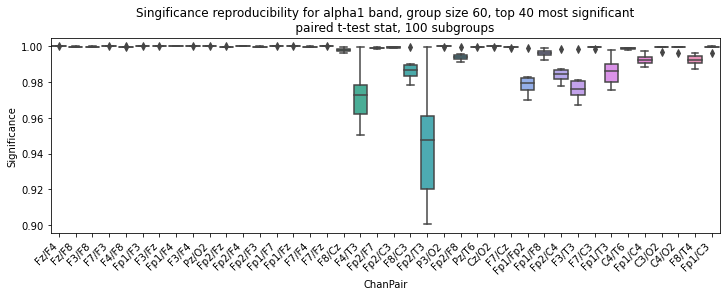 Singificance reproducibility for alpha1 band, group size 60, top 40 most significant
paired t-test stat, 100 subgroups
1.00
0.98
0.96
0.94
0.92
0.90
Significance
Fz/F4
Fz/F8
F3/F8
F7/F3
F4/F8
Fp1/F3
F3/Fz
Fp1/F4
F3/F4
Pz/O2
Fp2/Fz
Fp2/F4
Fp2/F3
Fp1/F7
Fp1/Fz
F7/F4
F7/Fz
F8/Cz
F4/T3
Fp2/F7
Fp2/C3
F8/C3
Fp2/T3
P3/O2
Fp2/F8
Pz/T6
Cz/O2
F7/Cz
Fp1/Fp2
Fp1/F8
Fp2/C4
F3/T3
F7/C3
Fp1/T3
C4/T6
Fp1/C4
C3/O2
C4/O2
F8/T4
Fp1/C3
ChanPair